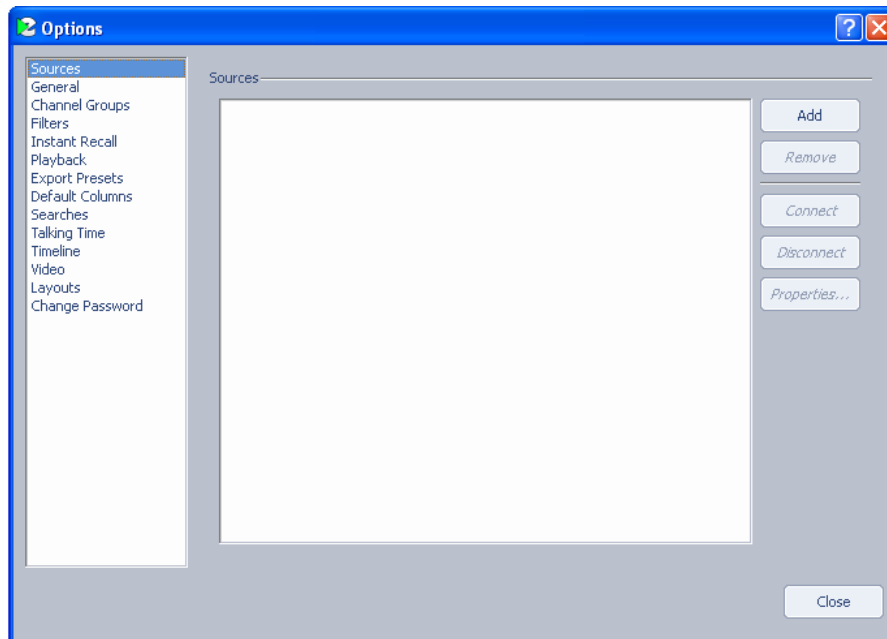 Options
Sources
General
Channel Groups
Filters
Instant Recall
Playback
Export Presets
Default Columns
Searches
Talking Time
Timeline
Video
Layouts
Change Password
Sources
Add
Remove
Connect
Disconnect
Properties...
Close